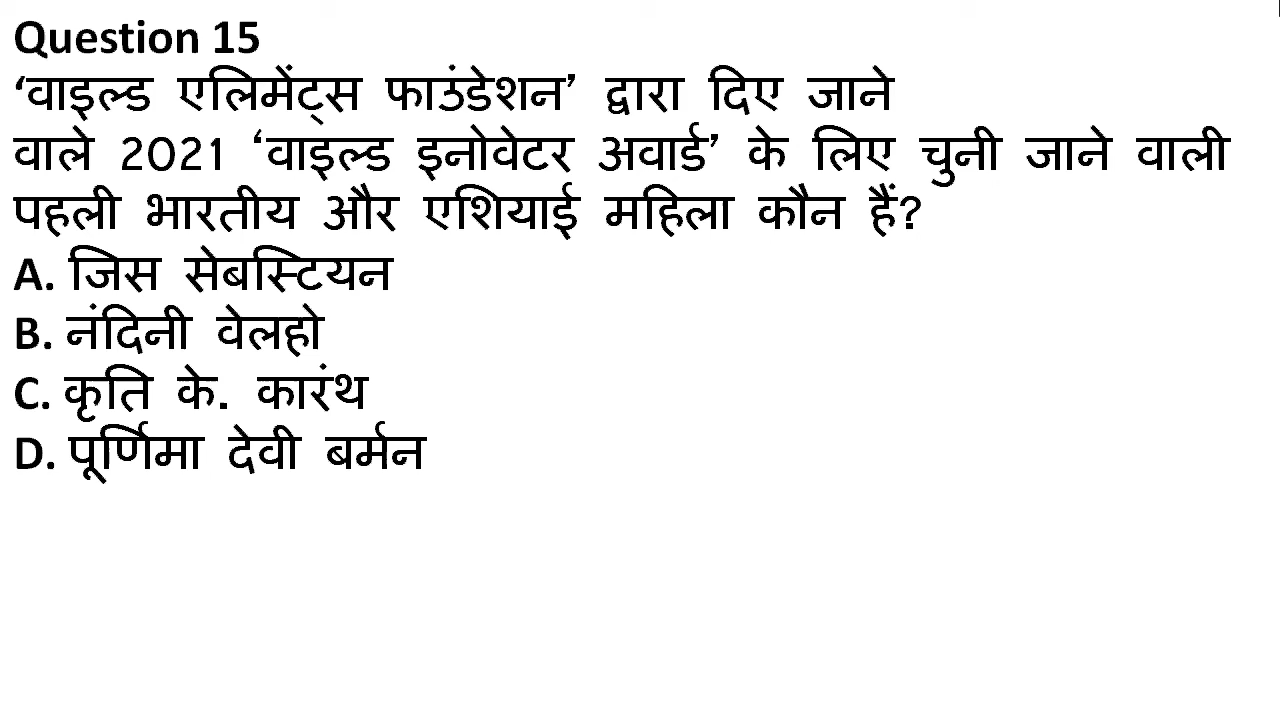 Question 15
‘वाइल्ड एलिमेंट्स फाउंडेशन’ द्वारा दिए जाने
वाले 2021 ‘वाइल्ड इनोवेटर अवार्ड’ के लिए चुनी जाने वाली
पहली भारतीय और एशियाई महिला कौन हैं?
A. जिस सेबस्टियन
B. नंदिनी वेलहो
C. कृति के. कारंथ
D. पूर्णिमा देवी बर्मन